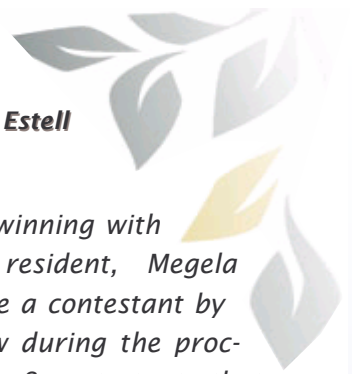 Estell
winning with
resident, Megela
e a contestant by
w during the proc-